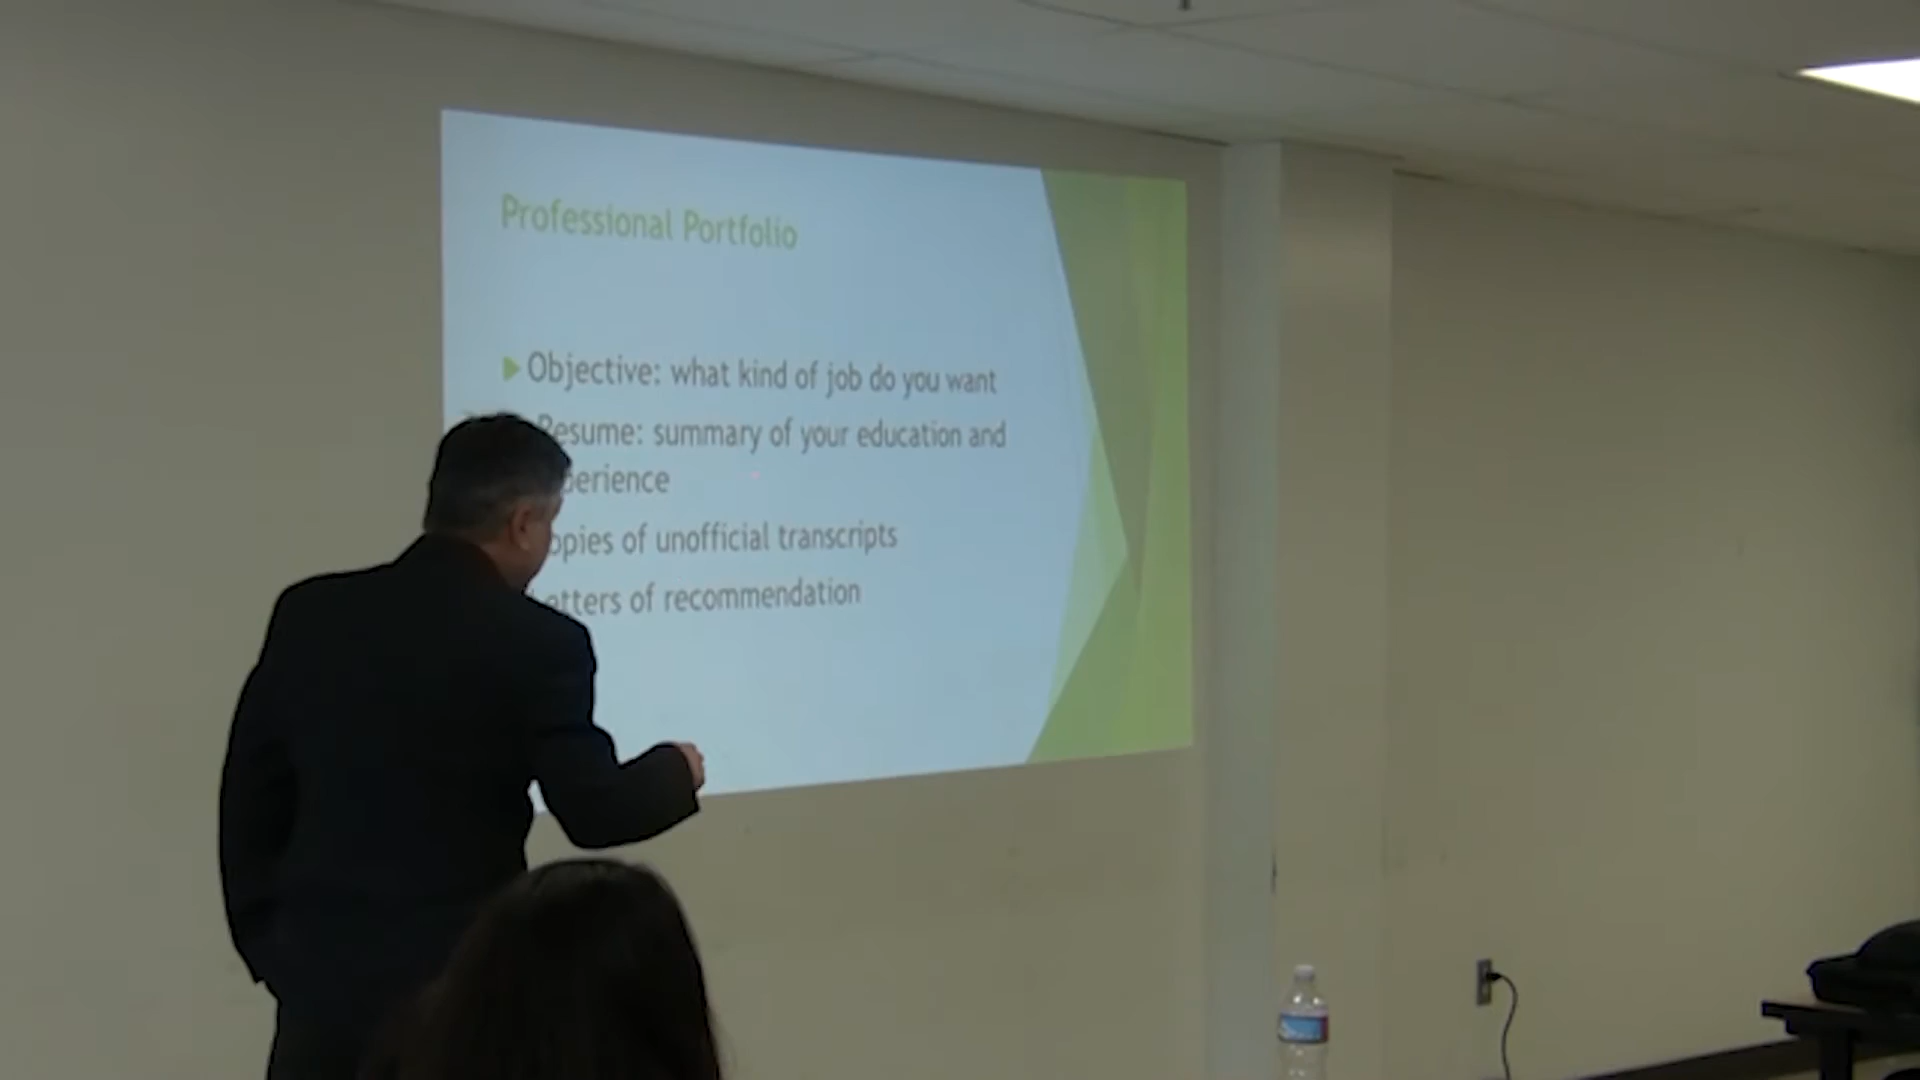 Professional Portfolio
Objective: what kind of job do you want
Resume: summary of your education and
perience
opies of unofficial transcripts
etters of recommendation